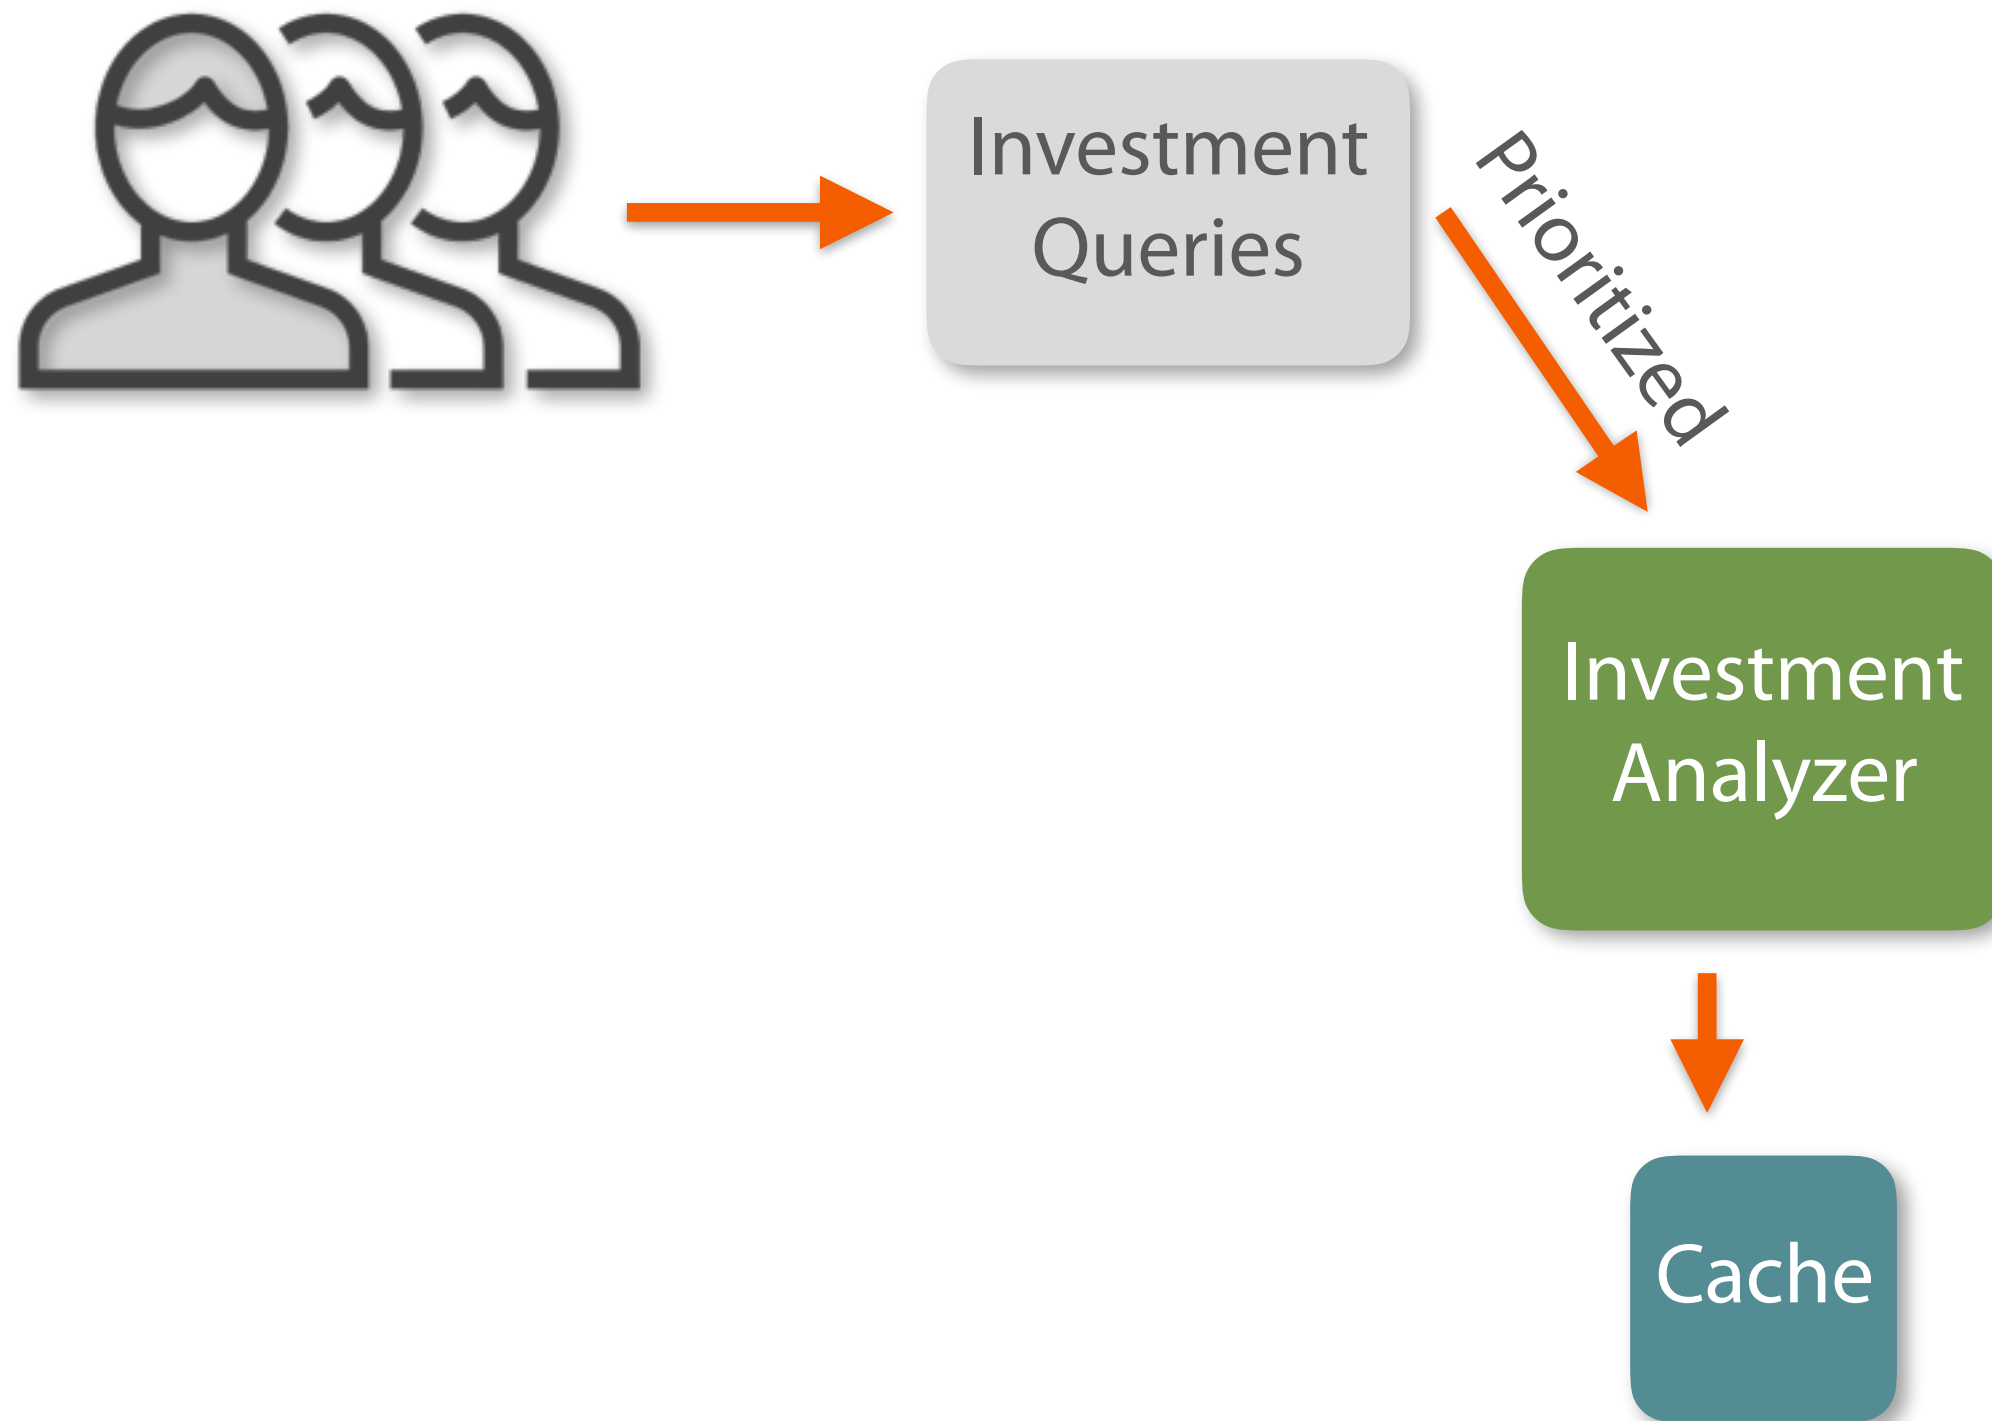 Investment
Queries
Prioritized
Investment
Analyzer
Cache